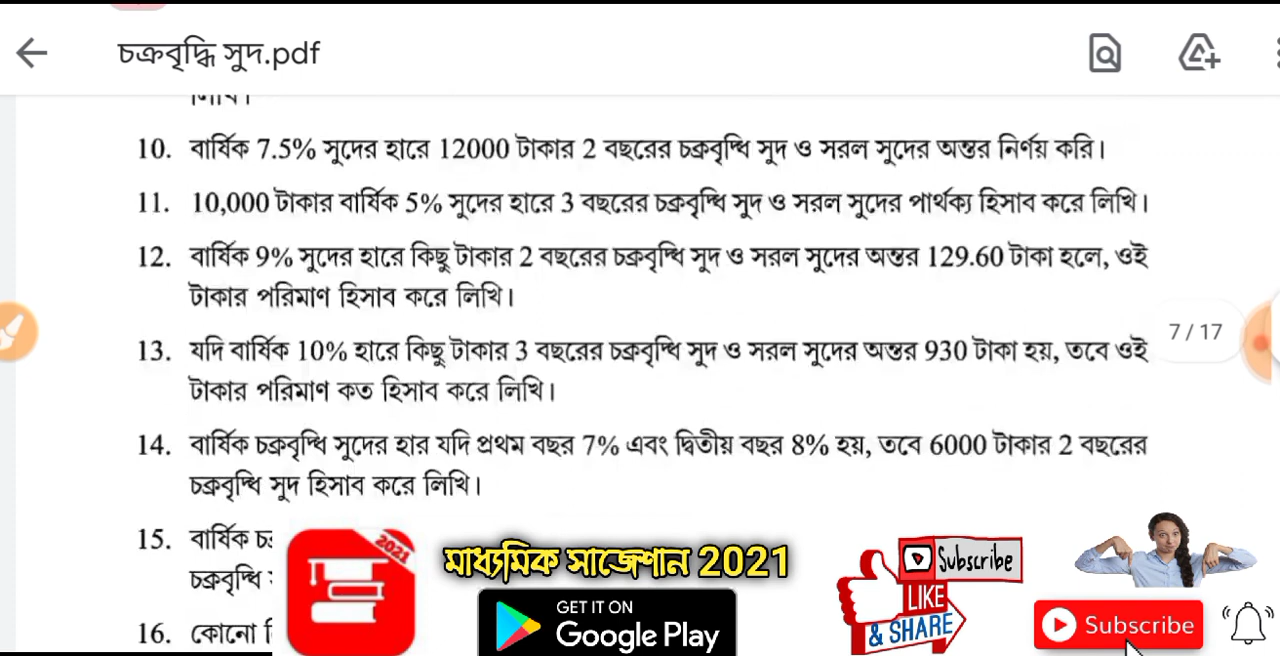 চক্রবৃদ্ধি সুদ.pdf
লিখি।
10. বার্ষিক 7.5% সুদের হারে 12000 টাকার 2 বছরের চক্রবৃদ্ধি সুদ ও সরল সুদের অন্তর নির্ণয় করি।
11. 10,000 টাকার বার্ষিক 5% সুদের হারে 3 বছরের চক্রবৃদ্ধি সুদ ও সরল সুদের পার্থক্য হিসাব করে লিখি।
12. বার্ষিক 9% সুদের হারে কিছু টাকার 2 বছরের চক্রবৃদ্ধি সুদ ও সরল সুদের অন্তর 129.60 টাকা হলে, ওই
টাকার পরিমাণ হিসাব করে লিখি।
7 / 17
13. যদি বার্ষিক 10% হারে কিছু টাকার 3 বছরের চক্রবৃদ্ধি সুদ ও সরল সুদের অন্তর 930 টাকা হয়, তবে ওই
টাকার পরিমাণ কত হিসাব করে লিখি।
14. বার্ষিক চক্রবৃদ্ধি সুদের হার যদি প্রথম বছর 7% এবং দ্বিতীয় বছর 8% হয়, তবে 6000 টাকার 2 বছরের
চক্রবৃদ্ধি সুদ হিসাব করে লিখি।
15. বার্ষিক
চক্রবৃদ্ধি
16. কোনো
2021
মাধ্যমিক সাজেশান 2021
GET IT ON
Google Play
Subscribe
LIKE
& SHARE
Subscribe